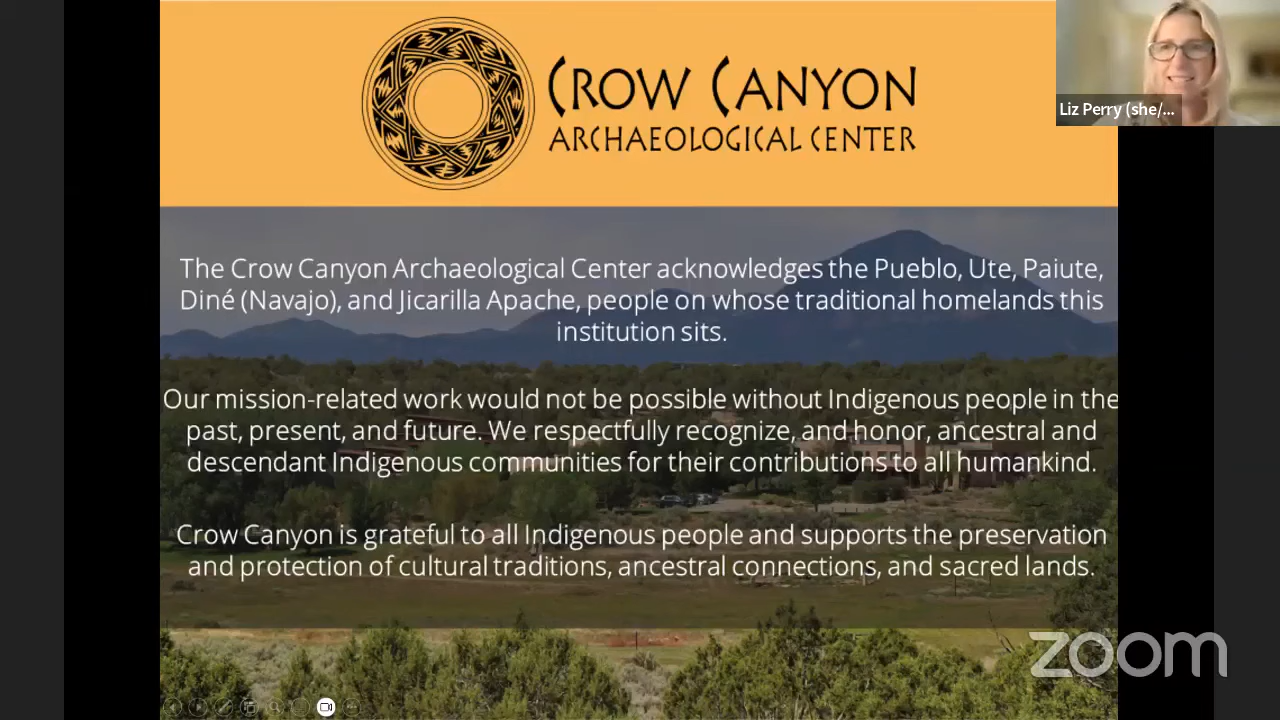 CROW CANYON
ARCHAEOLOGICAL CENTER
Liz Perry (she/...
The Crow Canyon Archaeological Center acknowledges the Pueblo, Ute, Paiute,
Diné (Navajo), and Jicarilla Apache, people on whose traditional homelands this
institution sits.
Our mission-related work would not be possible without Indigenous people in the
past, present, and future. We respectfully recognize, and honor, ancestral and
descendant Indigenous communities for their contributions to all humankind.
Crow Canyon is grateful to all Indigenous people and supports the preservation
and protection of cultural traditions, ancestral connections, and sacred lands.
zoom